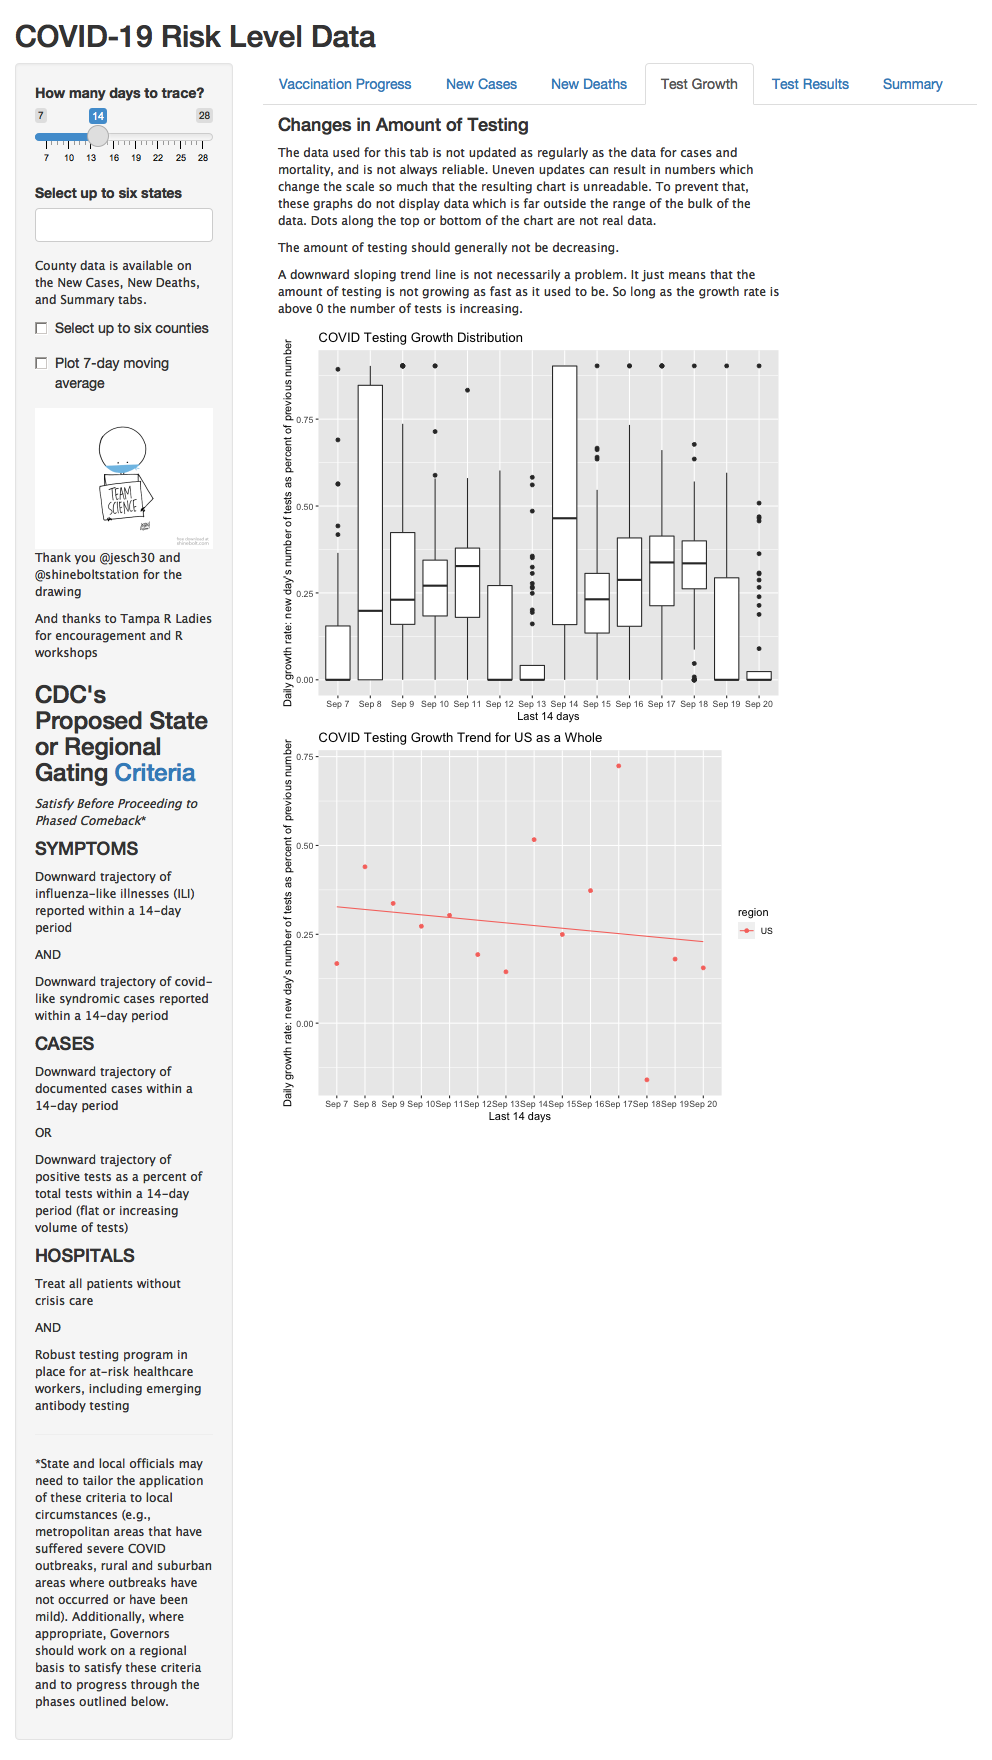 COVID-19 Risk Level Data
How many days to trace?
7 14 28
7 10 13 16 19 22 25 28
Select up to six states
County data is available on
the New Cases, New Deaths,
and Summary tabs.
Select up to six counties
Plot 7-day moving
average
TEAM
SCIENCE
free download at
shinebolt.com
Thank you @jesch30 and
@shineboltstation for the
drawing
And thanks to Tampa R Ladies
for encouragement and R
workshops
CDC's
Proposed State
or Regional
Gating Criteria
Satisfy Before Proceeding to
Phased Comeback*
SYMPTOMS
Downward trajectory of
influenza-like illnesses (ILI)
reported within a 14-day
period
AND
Downward trajectory of covid-
like syndromic cases reported
within a 14-day period
CASES
Downward trajectory of
documented cases within a
14-day period
OR
Downward trajectory of
positive tests as a percent of
total tests within a 14-day
period (flat or increasing
volume of tests)
HOSPITALS
Treat all patients without
crisis care
AND
Robust testing program in
place for at-risk healthcare
workers, including emerging
antibody testing
*State and local officials may
need to tailor the application
of these criteria to local
circumstances (e.g.,
metropolitan areas that have
suffered severe COVID
outbreaks, rural and suburban
areas where outbreaks have
not occurred or have been
mild). Additionally, where
appropriate, Governors
should work on a regional
basis to satisfy these criteria
and to progress through the
phases outlined below.
Vaccination Progress New Cases New Deaths Test Growth Test Results Summary
Changes in Amount of Testing
The data used for this tab is not updated as regularly as the data for cases and
mortality, and is not always reliable. Uneven updates can result in numbers which
change the scale so much that the resulting chart is unreadable. To prevent that,
these graphs do not display data which is far outside the range of the bulk of the
data. Dots along the top or bottom of the chart are not real data.
The amount of testing should generally not be decreasing.
A downward sloping trend line is not necessarily a problem. It just means that the
amount of testing is not growing as fast as it used to be. So long as the growth rate is
above 0 the number of tests is increasing.
COVID Testing Growth Distribution
Daily growth rate: new day's number of tests as percent of previous number
0.75
0.50
0.25
0.00
Sep 7 Sep 8 Sep 9 Sep 10 Sep 11 Sep 12 Sep 13 Sep 14 Sep 15 Sep 16 Sep 17 Sep 18 Sep 19 Sep 20
Last 14 days
COVID Testing Growth Trend for US as a Whole
Daily growth rate: new day's number of tests as percent of previous number
0.75
0.50
0.25
0.00
Sep 7 Sep 8 Sep 9 Sep 10 Sep 11 Sep 12 Sep 13 Sep 14 Sep 15 Sep 16 Sep 17 Sep 18 Sep 19 Sep 20
Last 14 days
region
US